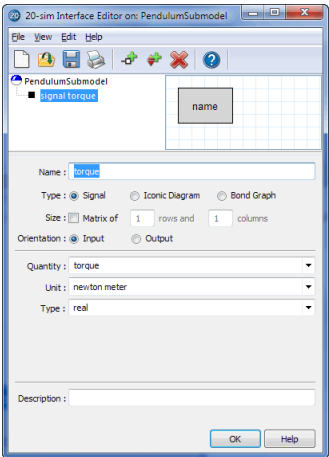 20-sim Interface Editor on: PendulumSubmodel
File View Edit Help
PendulumSubmodel
signal torque
name
Name : torque
Type : Signal Iconic Diagram Bond Graph
Size : Matrix of 1 rows and 1 columns
Orientation : Input Output
Quantity : torque
Unit : newton meter
Type : real
Description :
OK Help